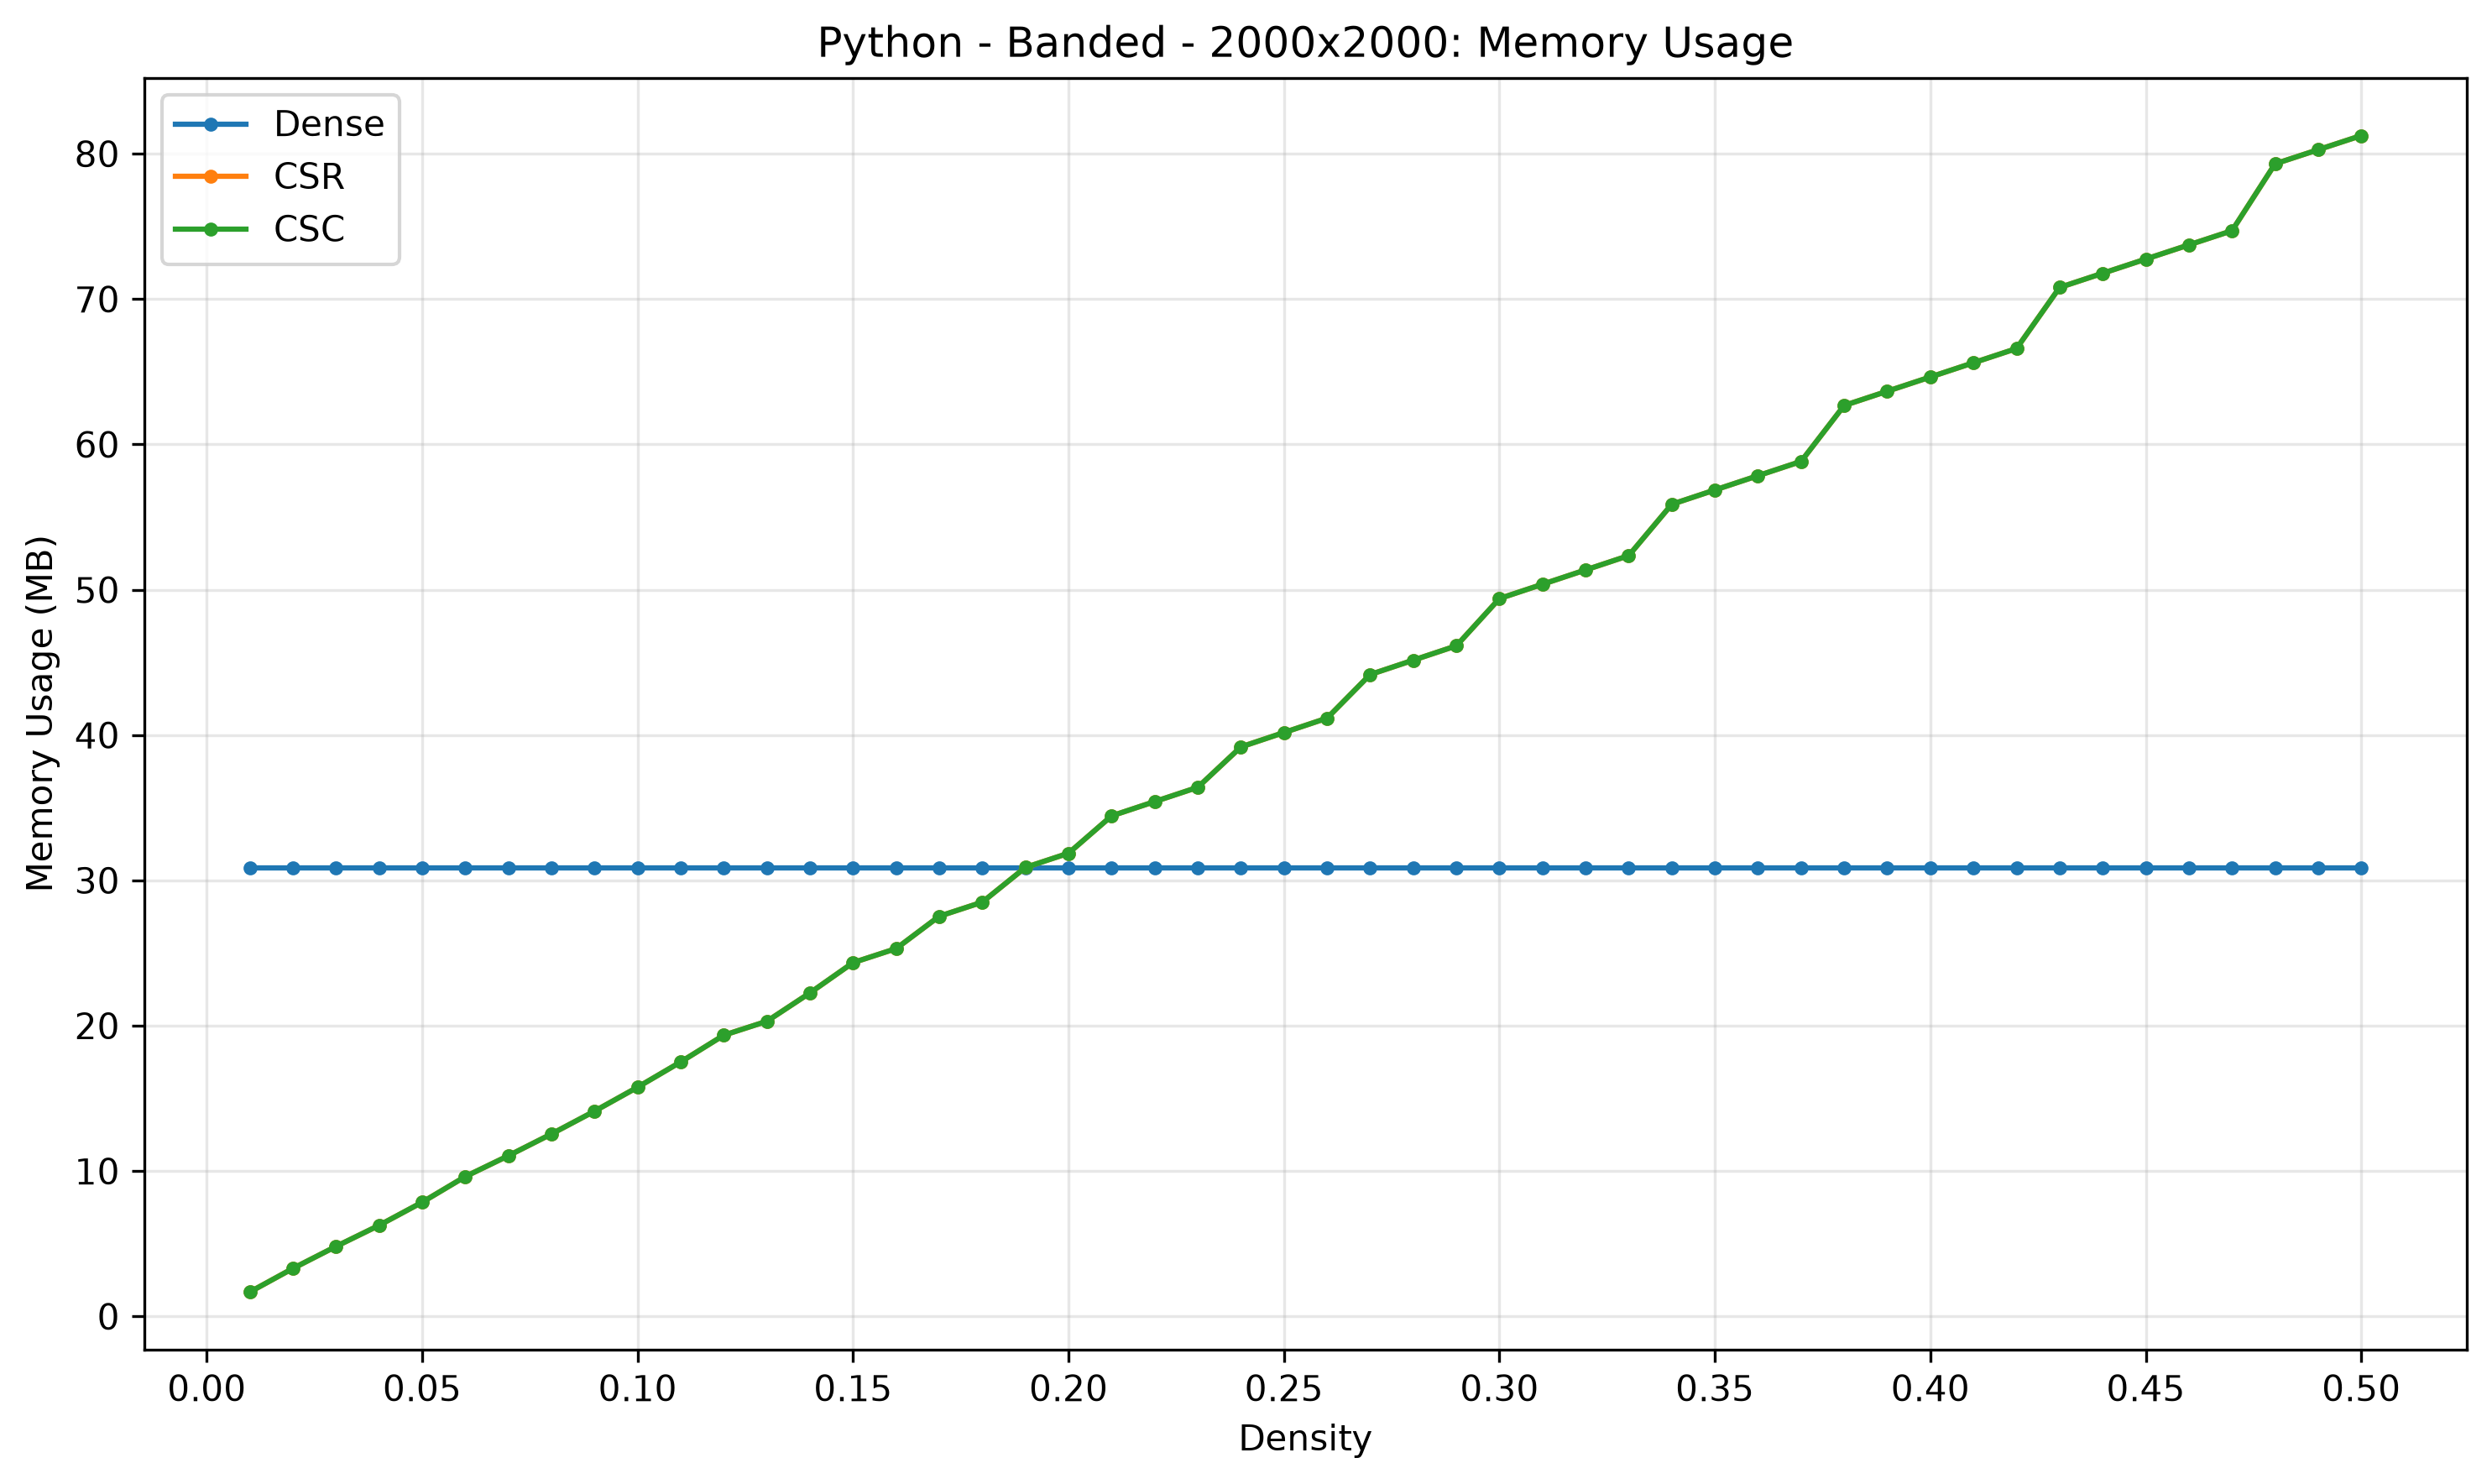 Python - Banded - 2000x2000: Memory Usage
Dense
CSR
CSC
80
70
60
50
40
30
20
10
0
Memory Usage (MB)
0.00 0.05 0.10 0.15 0.20 0.25 0.30 0.35 0.40 0.45 0.50
Density